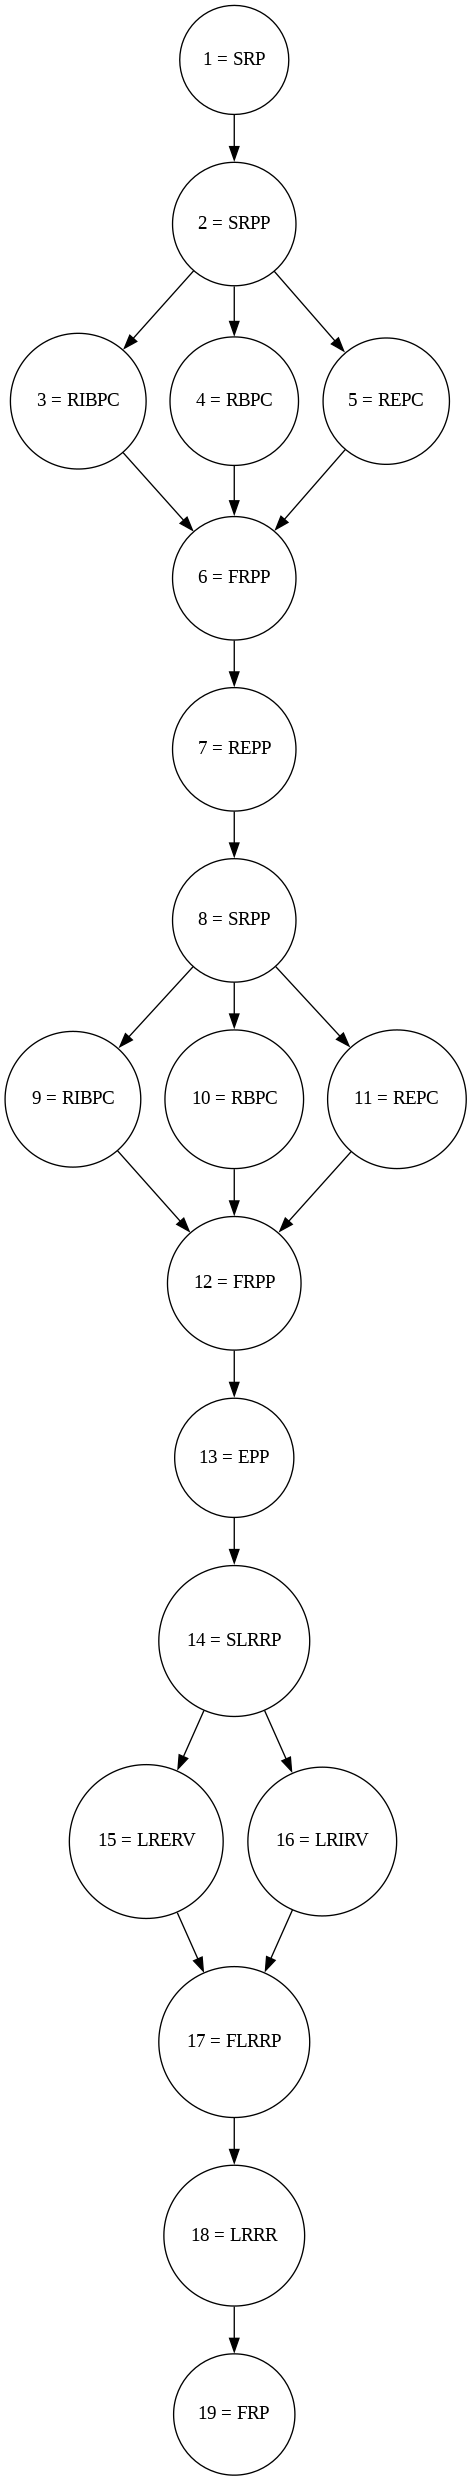 1 = SRP
2 = SRPP
3 = RIBPC
4 = RBPC
5 = REPC
6 = FRPP
7 = REPP
8 = SRPP
9 = RIBPC
10 = RBPC
11 = REPC
12 = FRPP
13 = EPP
14 = SLRRP
15 = LRERV
16 = LRIRV
17 = FLRRP
18 = LRRR
19 = FRP